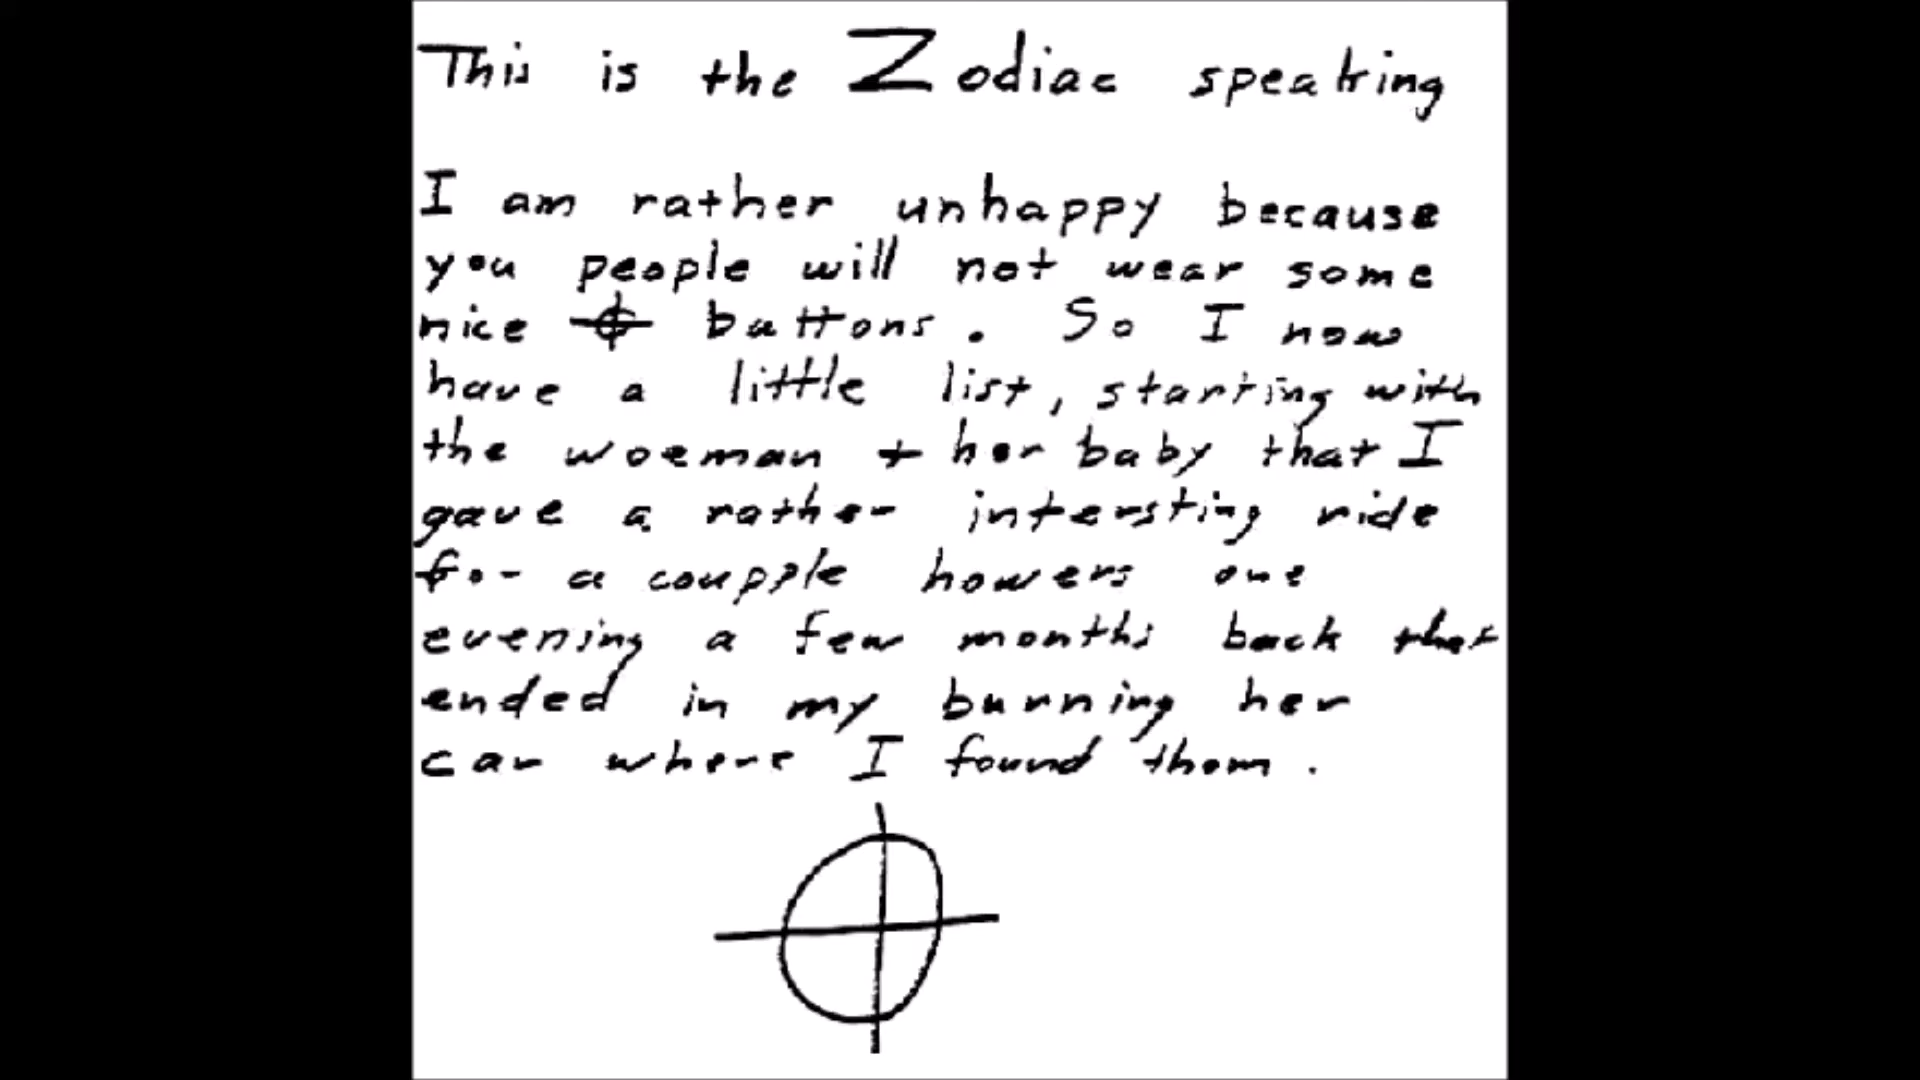 This is the Zodiac speaking
I am rather unhappy because
you people will not wear some
nice ⌖ buttons. So I now
have a little list, starting with
the woeman + her baby that I
gave a rather intersting ride
for a coupple howers one
evening a few months back that
ended in my burning her
car where I found them.